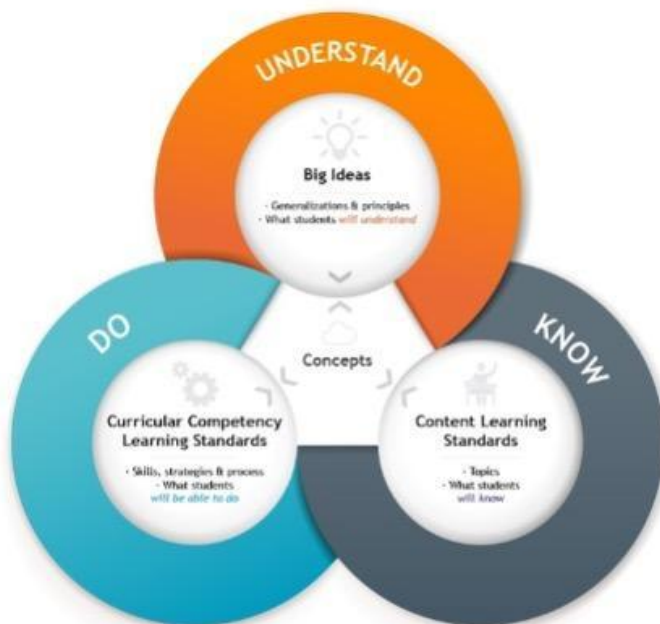 UNDERSTAND
Big Ideas
· Generalizations & principles
· What students will understand
DO
KNOW
Concepts
Curricular Competency
Learning Standards
· Skills, strategies & process
· What students
will be able to do
Content Learning
Standards
· Topics
· What students
will know